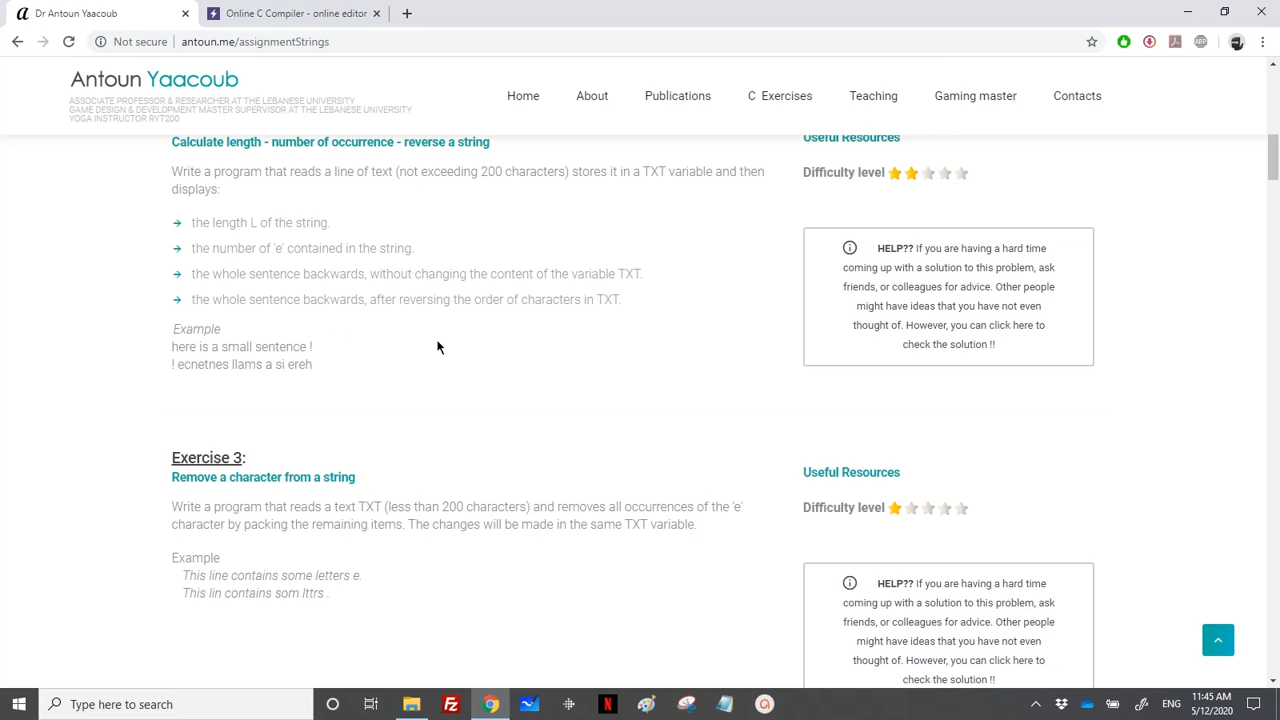 Dr Antoun Yaacoub
Online C Compiler - online editor
Not secure
antoun.me/assignmentStrings
ABP
Antoun Yaacoub
ASSOCIATE PROFESSOR & RESEARCHER AT THE LEBANESE UNIVERSITY
GAME DESIGN & DEVELOPMENT MASTER SUPERVISOR AT THE LEBANESE UNIVERSITY
YOGA INSTRUCTOR RYT200
Home
About
Publications
C Exercises
Teaching
Gaming master
Contacts
Calculate length - number of occurrence - reverse a string
Write a program that reads a line of text (not exceeding 200 characters) stores it in a TXT variable and then
displays:
the length L of the string.
the number of 'e' contained in the string.
the whole sentence backwards, without changing the content of the variable TXT.
the whole sentence backwards, after reversing the order of characters in TXT.
Example
here is a small sentence !
! ecnetnes llams a si ereh
Useful Resources
Difficulty level
HELP?? If you are having a hard time
coming up with a solution to this problem, ask
friends, or colleagues for advice. Other people
might have ideas that you have not even
thought of. However, you can click here to
check the solution !!
Exercise 3:
Remove a character from a string
Write a program that reads a text TXT (less than 200 characters) and removes all occurrences of the 'e'
character by packing the remaining items. The changes will be made in the same TXT variable.
Example
This line contains some letters e.
This lin contains som lttrs .
Useful Resources
Difficulty level
HELP?? If you are having a hard time
coming up with a solution to this problem, ask
friends, or colleagues for advice. Other people
might have ideas that you have not even
thought of. However, you can click here to
check the solution !!
Type here to search
ENG
11:45 AM
5/12/2020